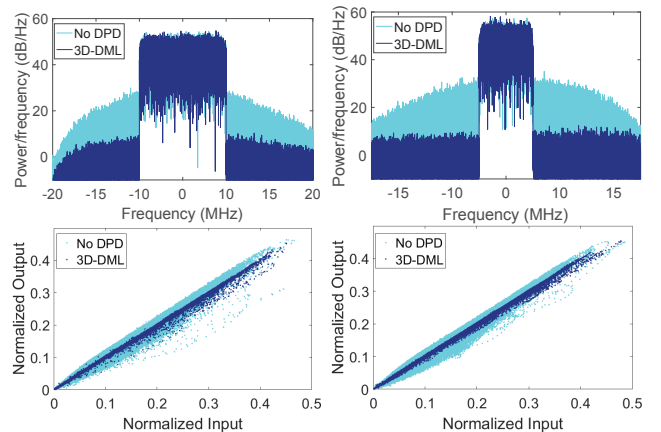 Power/frequency (dB/Hz)
60
40
20
0
No DPD
3D-DML
-20
-15
-10
-5
0
5
10
15
20
Frequency (MHz)
Power/frequency (dB/Hz)
60
40
20
0
No DPD
3D-DML
-15
-10
-5
0
10
15
Frequency (MHz)
Normalized Output
0.4
0.3
0.2
0.1
0
No DPD
3D-DML
0
0.1
0.2
0.3
0.4
0.5
Normalized Input
Normalized Output
0.4
0.3
0.2
0.1
0
No DPD
3D-DML
0
0.1
0.2
0.3
0.4
0.5
Normalized Input